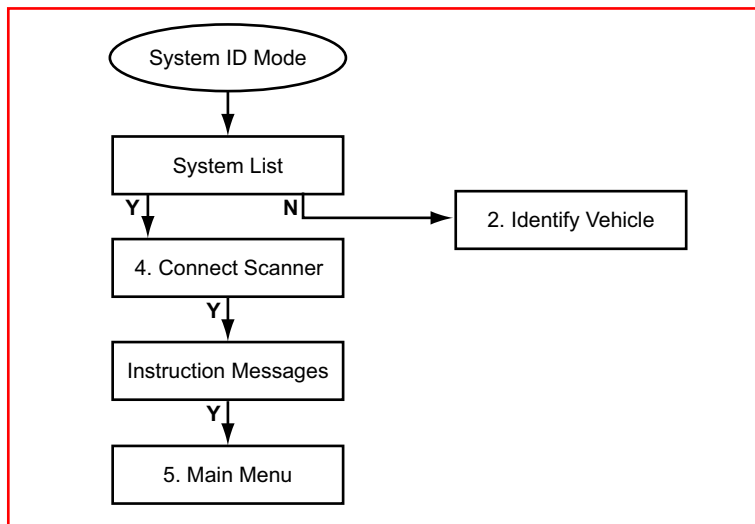 System ID Mode
System List
Y
N
2. Identify Vehicle
4. Connect Scanner
Y
Instruction Messages
Y
5. Main Menu